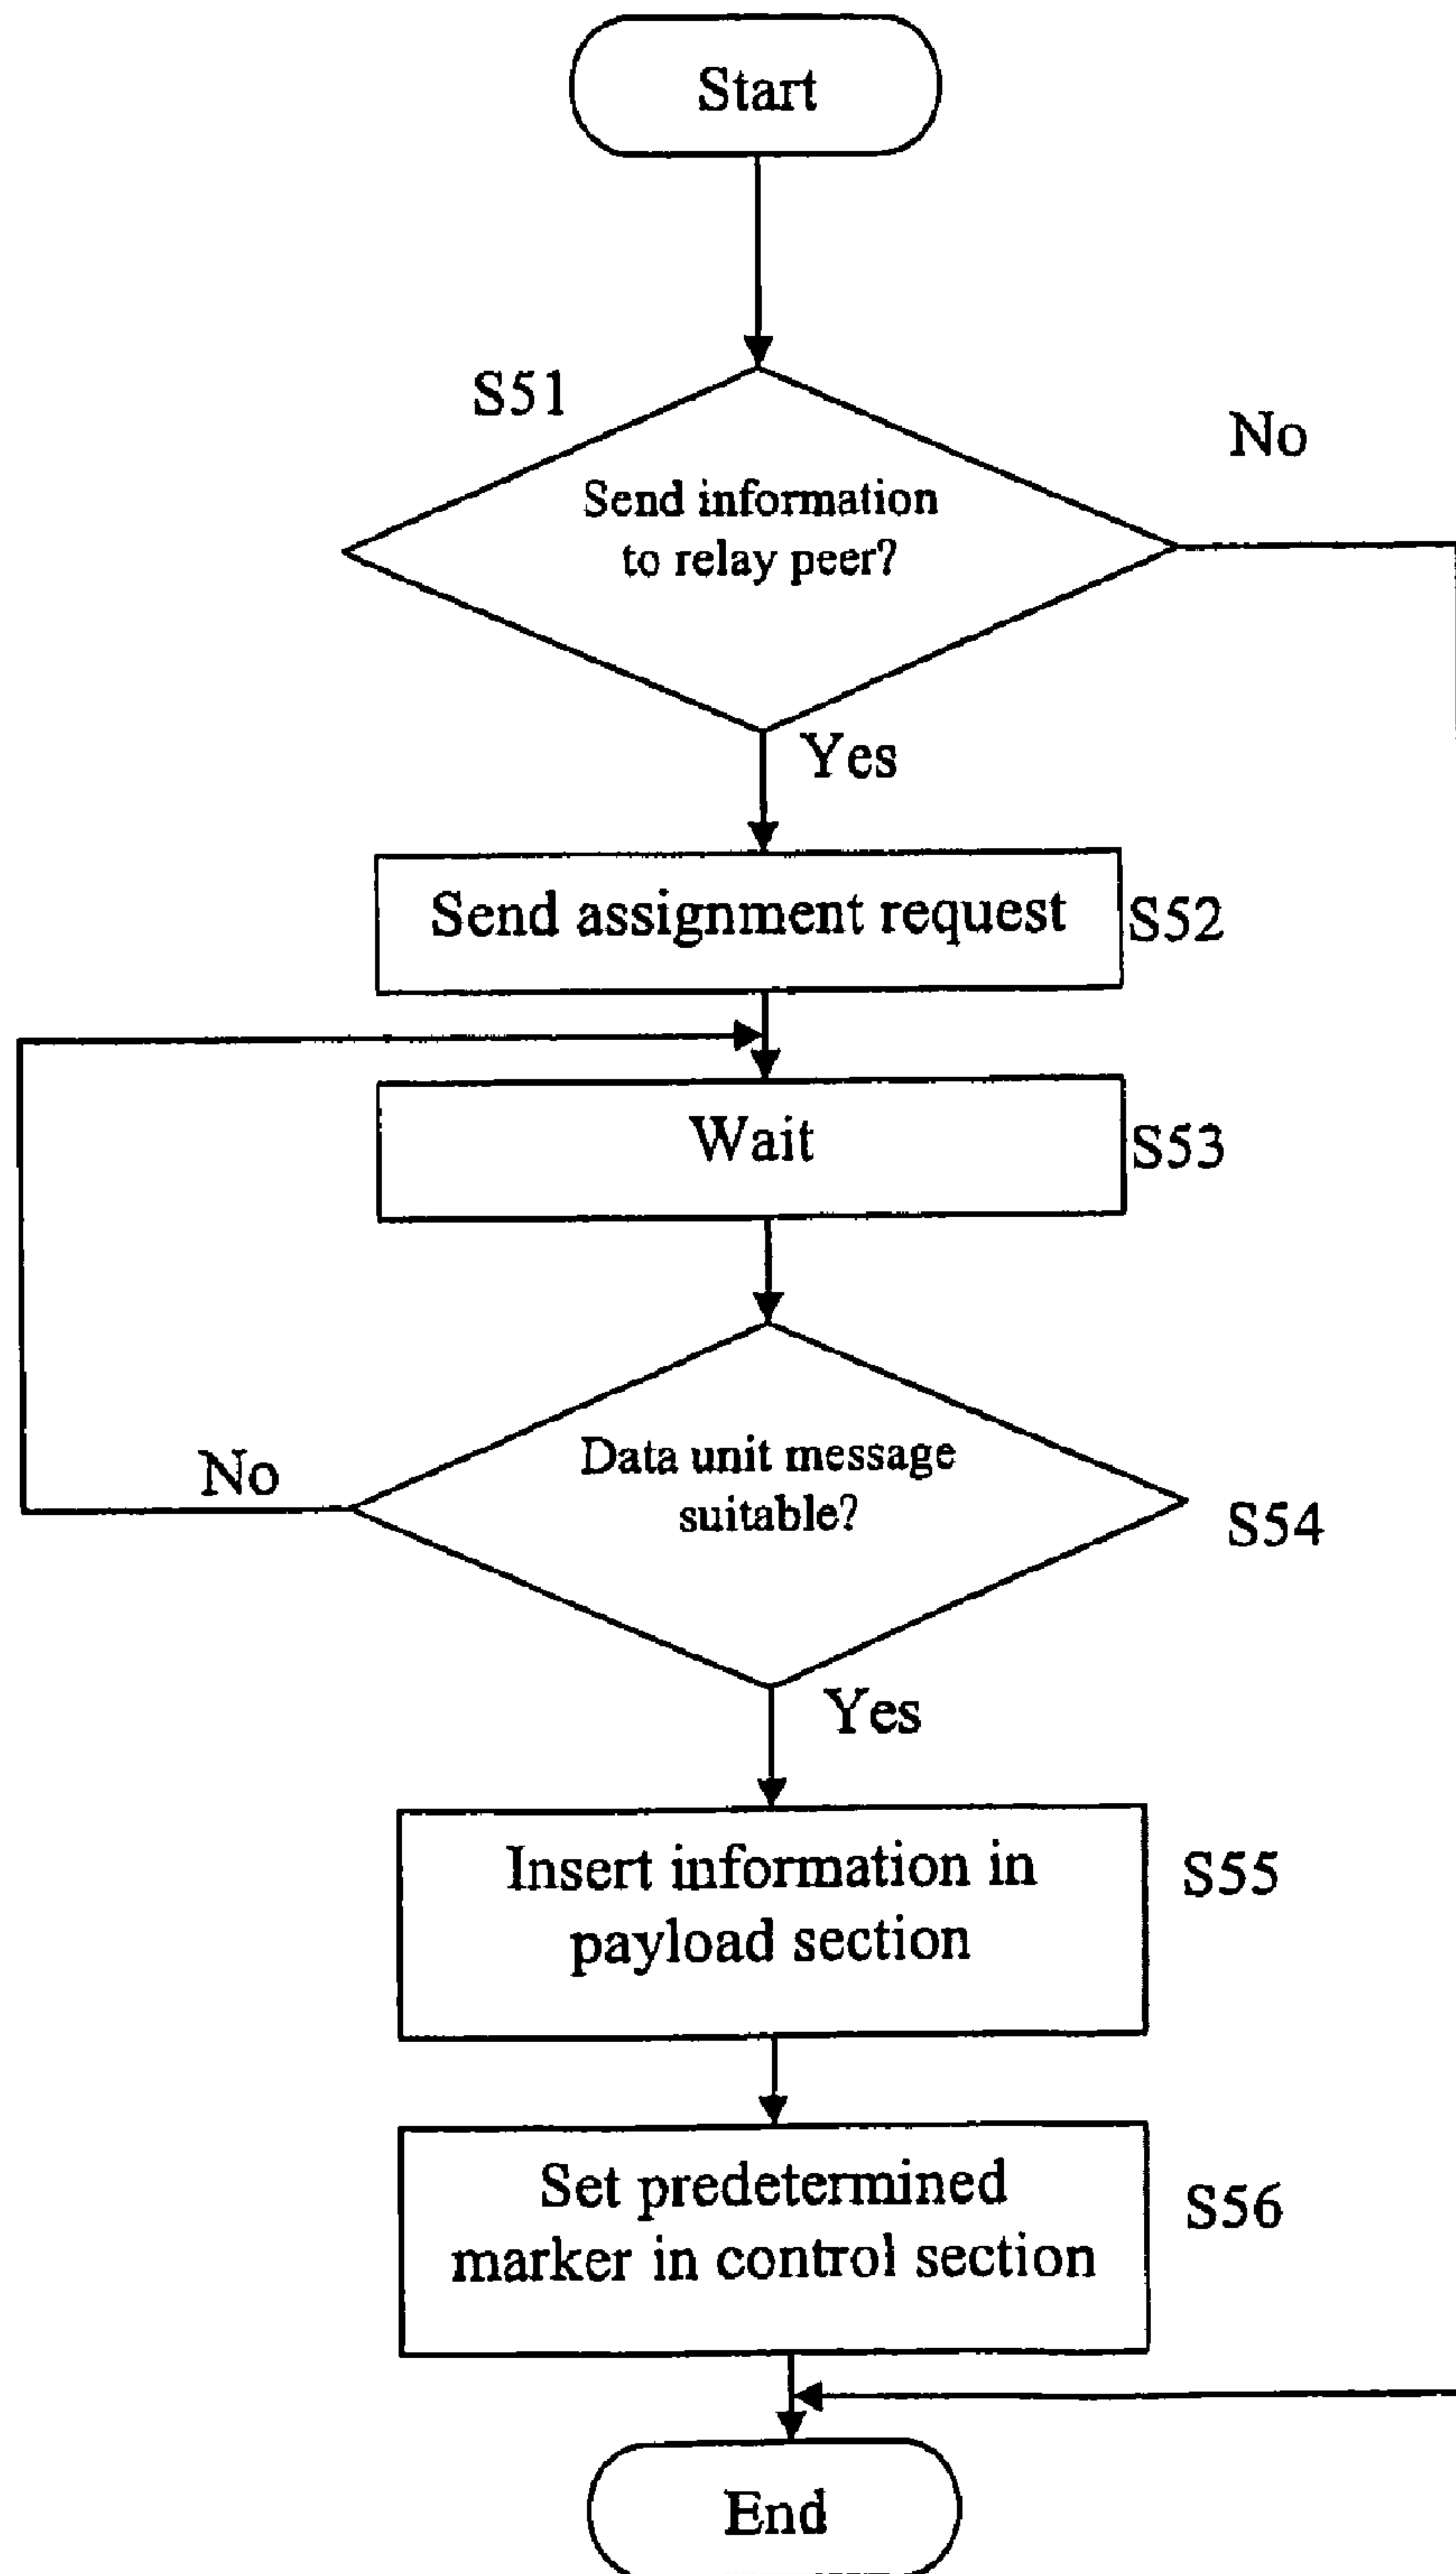 Start
S51
No
Send information
to relay peer?
Yes
Send assignment request
S52
Wait
S53
Data unit message
suitable?
No
S54
Yes
Insert information in
payload section
S55
Set predetermined
marker in control section
S56
End